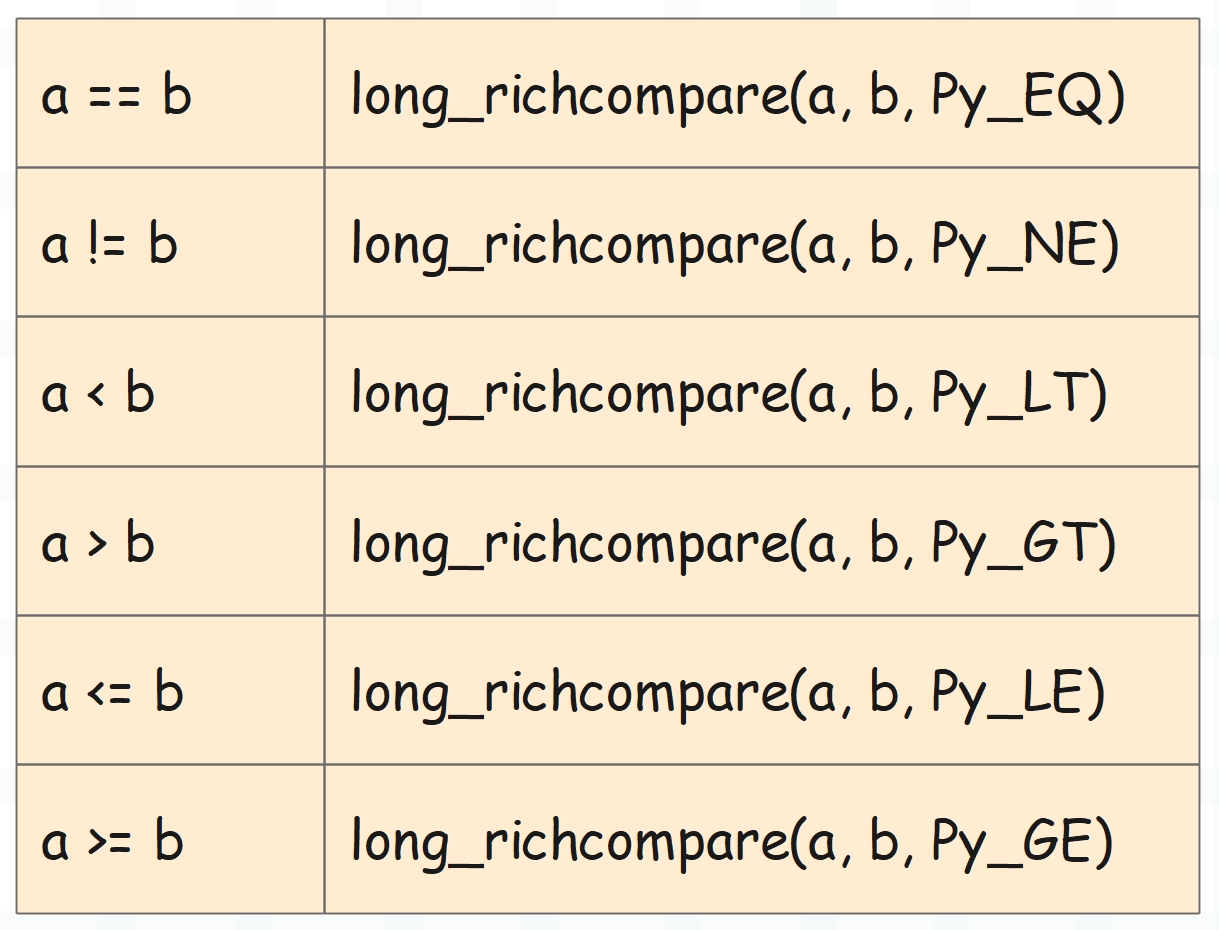 a == b long_richcompare(a, b, Py_EQ)
a != b long_richcompare(a, b, Py_NE)
a < b long_richcompare(a, b, Py_LT)
a > b long_richcompare(a, b, Py_GT)
a <= b long_richcompare(a, b, Py_LE)
a >= b long_richcompare(a, b, Py_GE)